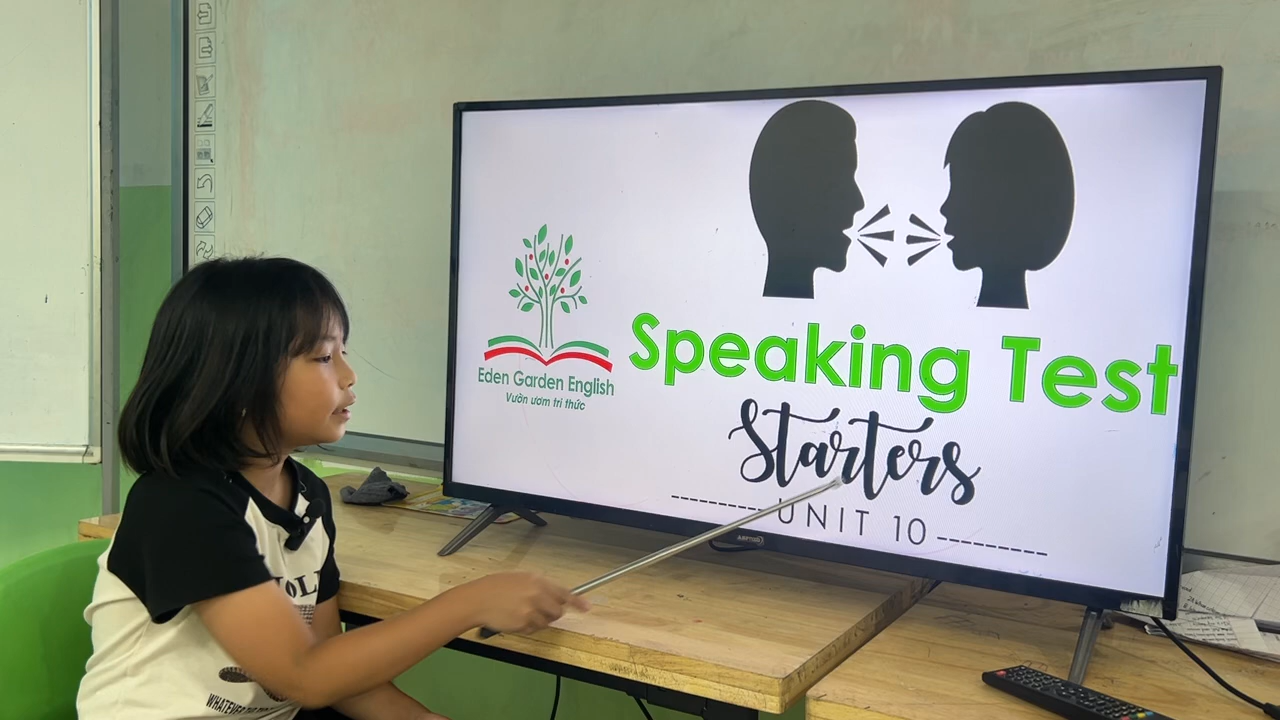 Eden Garden English
Vườn ươm tri thức
Speaking Test
Starters
UNIT 10